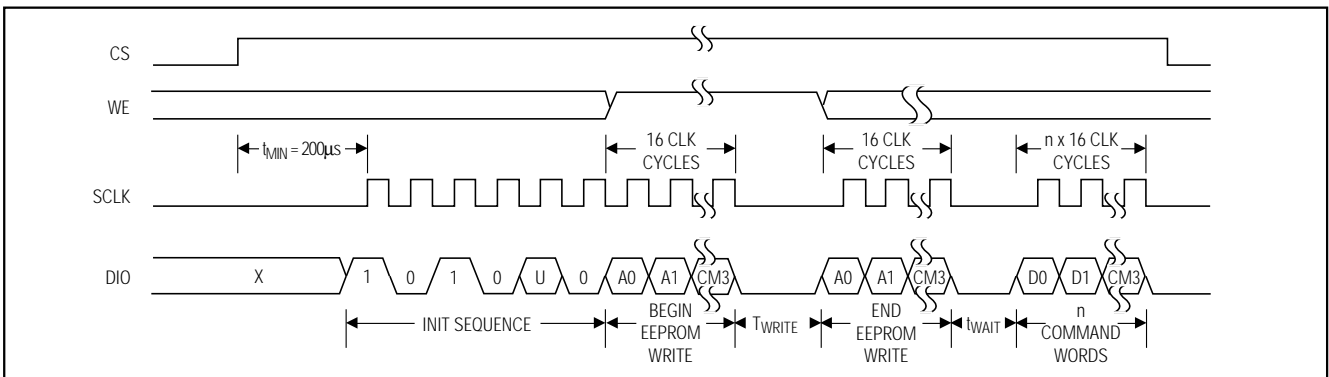 CS
WE
tMIN = 200μs
16 CLK
CYCLES
16 CLK
CYCLES
n x 16 CLK
CYCLES
SCLK
DIO
X
1
0
1
0
U
0
A0
A1
CM3
A0
A1
CM3
D0
D1
CM3
INIT SEQUENCE
BEGIN
EEPROM
WRITE
TWRITE
END
EEPROM
WRITE
tWAIT
n
COMMAND
WORDS